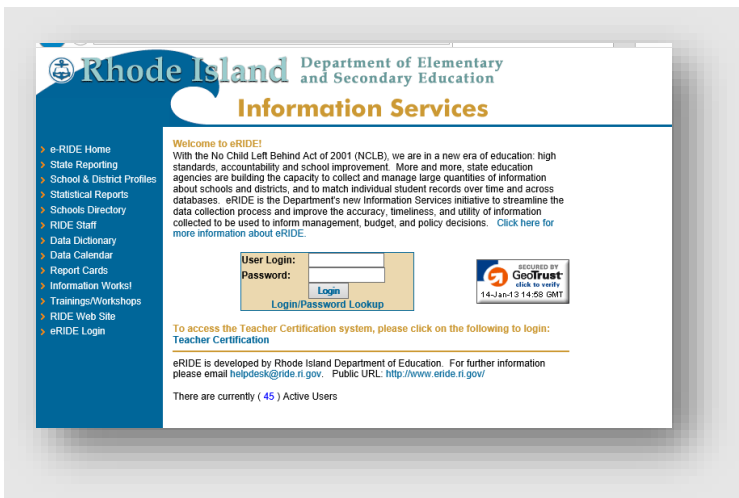 Rhode Island Department of Elementary
and Secondary Education
Information Services
e-RIDE Home
State Reporting
School & District Profiles
Statistical Reports
Schools Directory
RIDE Staff
Data Dictionary
Data Calendar
Report Cards
Information Works!
Trainings/Workshops
RIDE Web Site
eRIDE Login
Welcome to eRIDE!
With the No Child Left Behind Act of 2001 (NCLB), we are in a new era of education: high
standards, accountability and school improvement. More and more, state education
agencies are building the capacity to collect and manage large quantities of information
about schools and districts, and to match individual student records over time and across
databases. eRIDE is the Department's new Information Services initiative to streamline the
data collection process and improve the accuracy, timeliness, and utility of information
collected to be used to inform management, budget, and policy decisions. Click here for
more information about eRIDE.
User Login:
Password:
Login
Login/Password Lookup
SECURED BY
GeoTrust
click to verify
14-Jan-13 14:58 GMT
To access the Teacher Certification system, please click on the following to login:
Teacher Certification
eRIDE is developed by Rhode Island Department of Education. For further information
please email helpdesk@ride.ri.gov. Public URL: http://www.eride.ri.gov/
There are currently ( 45 ) Active Users